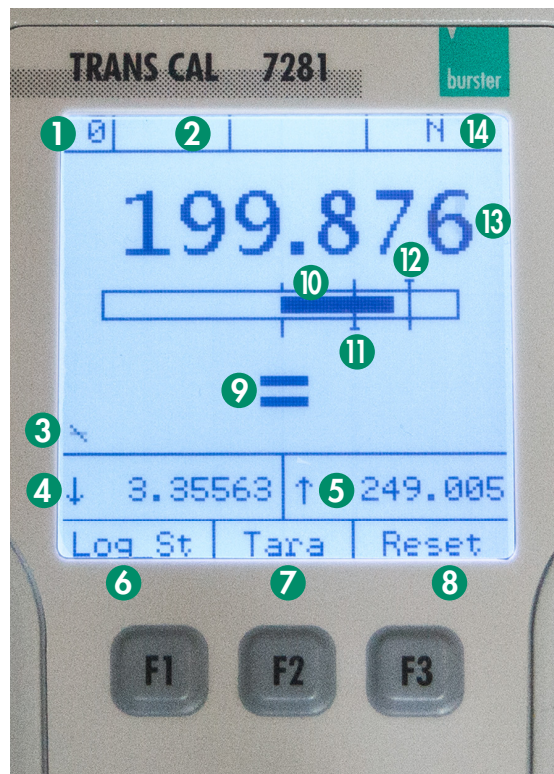 TRANS CAL 7281
burster
1 0 2 N 14
199.876 13
12
10
11
9 =
3
4 ↓ 3.35563 ↑ 5 249.005
Log_St Tara Reset
6 7 8
F1 F2 F3